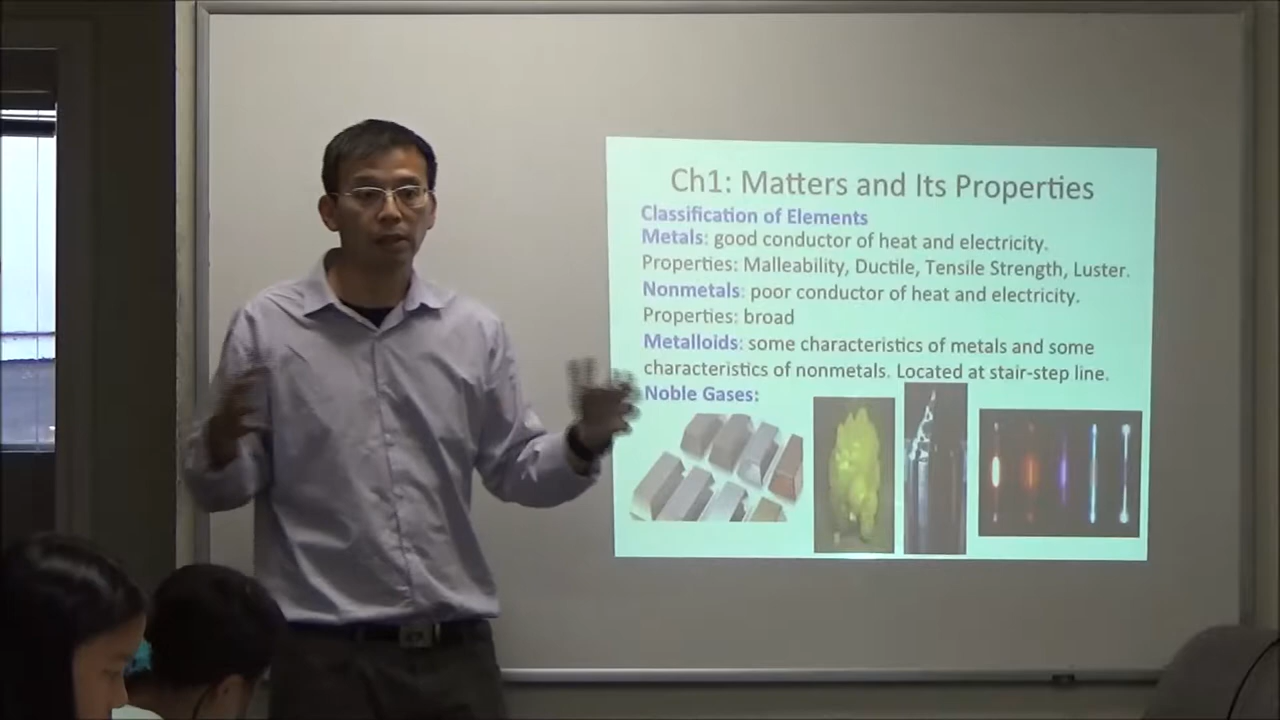 Ch1: Matters and Its Properties
Classification of Elements
Metals: good conductor of heat and electricity.
Properties: Malleability, Ductile, Tensile Strength, Luster.
Nonmetals: poor conductor of heat and electricity.
Properties: broad
Metalloids: some characteristics of metals and some
characteristics of nonmetals. Located at stair-step line.
Noble Gases: